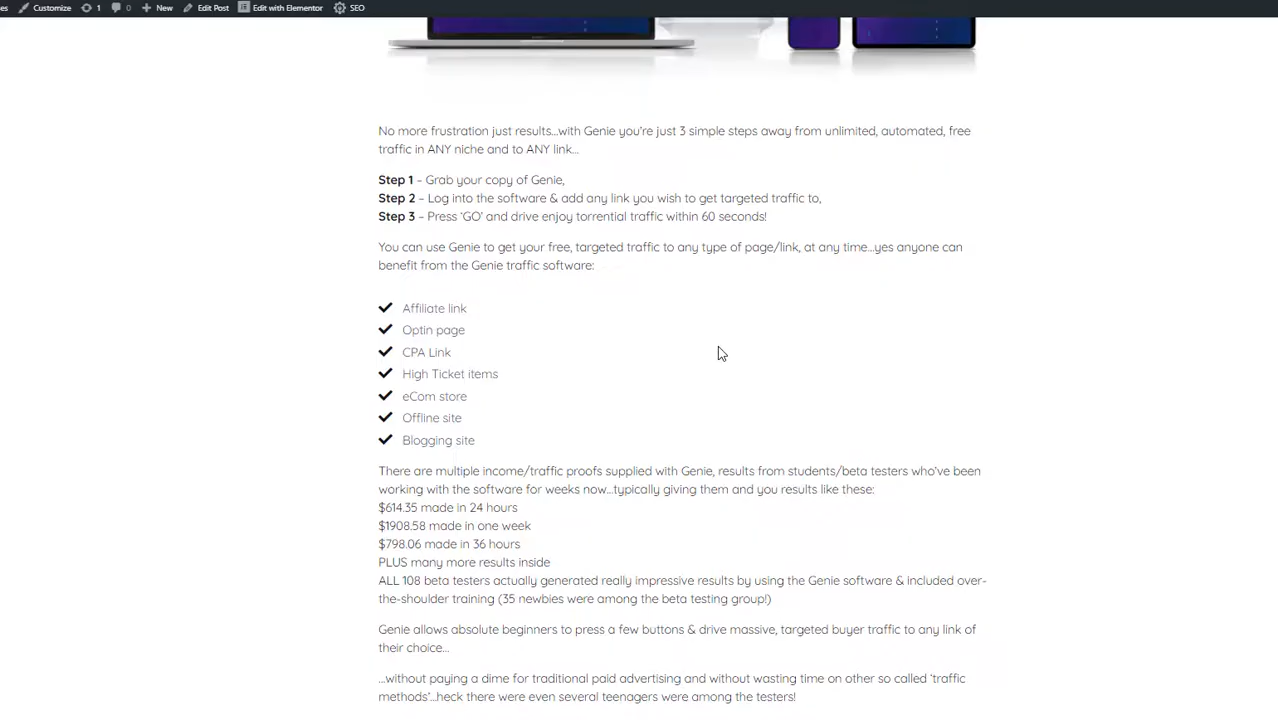 es Customize 1 0 New Edit Post Edit with Elementor SEO
No more frustration just results...with Genie you're just 3 simple steps away from unlimited, automated, free
traffic in ANY niche and to ANY link...
Step 1 – Grab your copy of Genie,
Step 2 – Log into the software & add any link you wish to get targeted traffic to,
Step 3 – Press 'GO' and drive enjoy torrential traffic within 60 seconds!
You can use Genie to get your free, targeted traffic to any type of page/link, at any time...yes anyone can
benefit from the Genie traffic software:
Affiliate link
Optin page
CPA Link
High Ticket items
eCom store
Offline site
Blogging site
There are multiple income/traffic proofs supplied with Genie, results from students/beta testers who've been
working with the software for weeks now...typically giving them and you results like these:
$614.35 made in 24 hours
$1908.58 made in one week
$798.06 made in 36 hours
PLUS many more results inside
ALL 108 beta testers actually generated really impressive results by using the Genie software & included over-
the-shoulder training (35 newbies were among the beta testing group!)
Genie allows absolute beginners to press a few buttons & drive massive, targeted buyer traffic to any link of
their choice...
...without paying a dime for traditional paid advertising and without wasting time on other so called 'traffic
methods'...heck there were even several teenagers were among the testers!